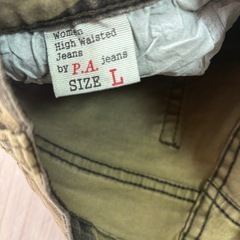 Women
High Waisted
Jeans
by P.A. jeans
SIZE L